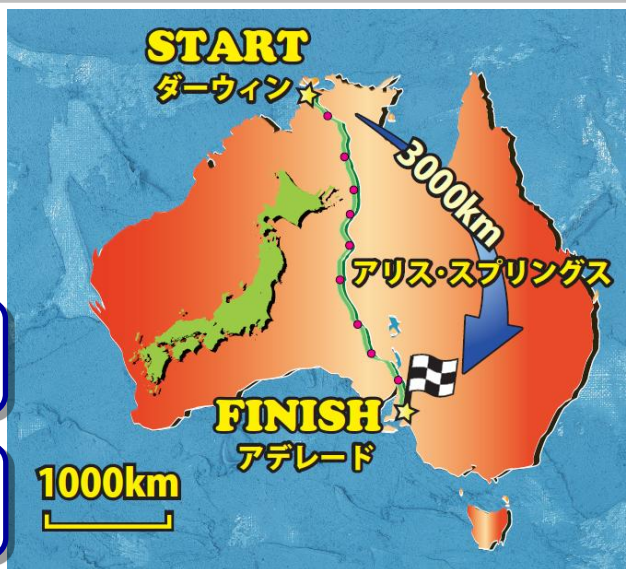 START
ダーウィン
3000km
アリス・スプリングス
FINISH
アデレード
1000km